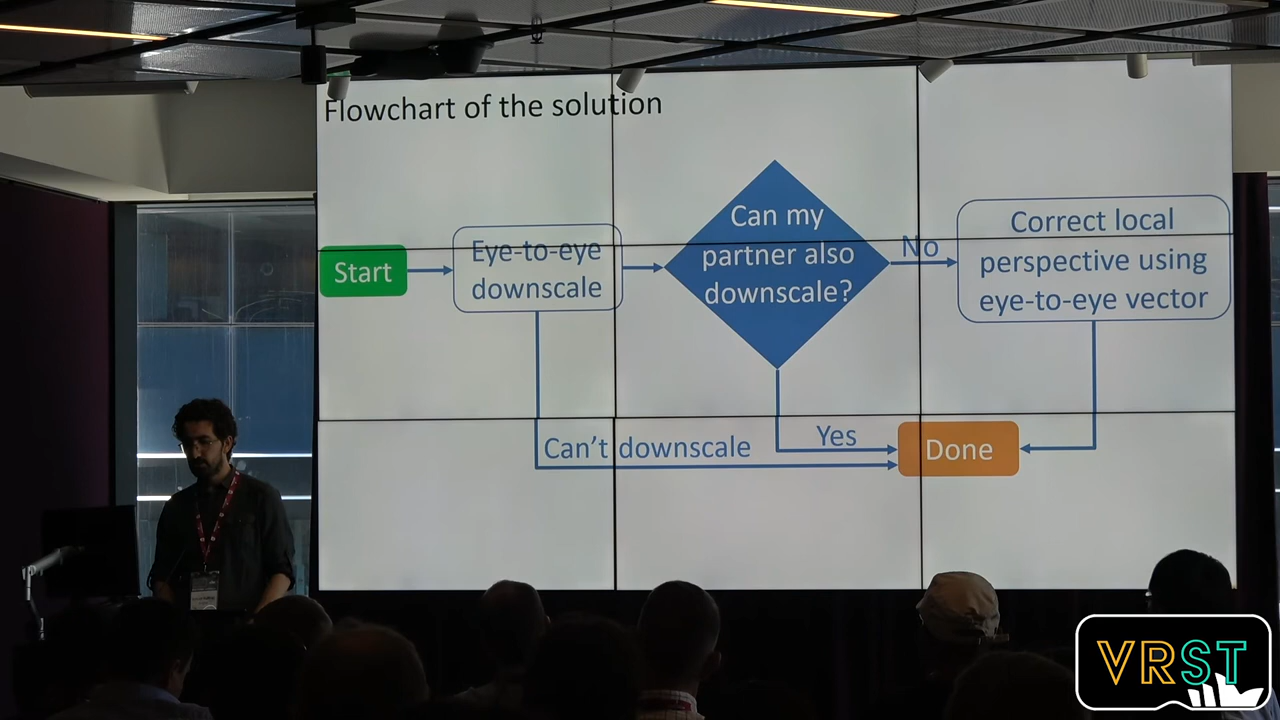 Flowchart of the solution
Start
Eye-to-eye
downscale
Can my
partner also
downscale?
No
Correct local
perspective using
eye-to-eye vector
Can't downscale
Yes
Done
VRST